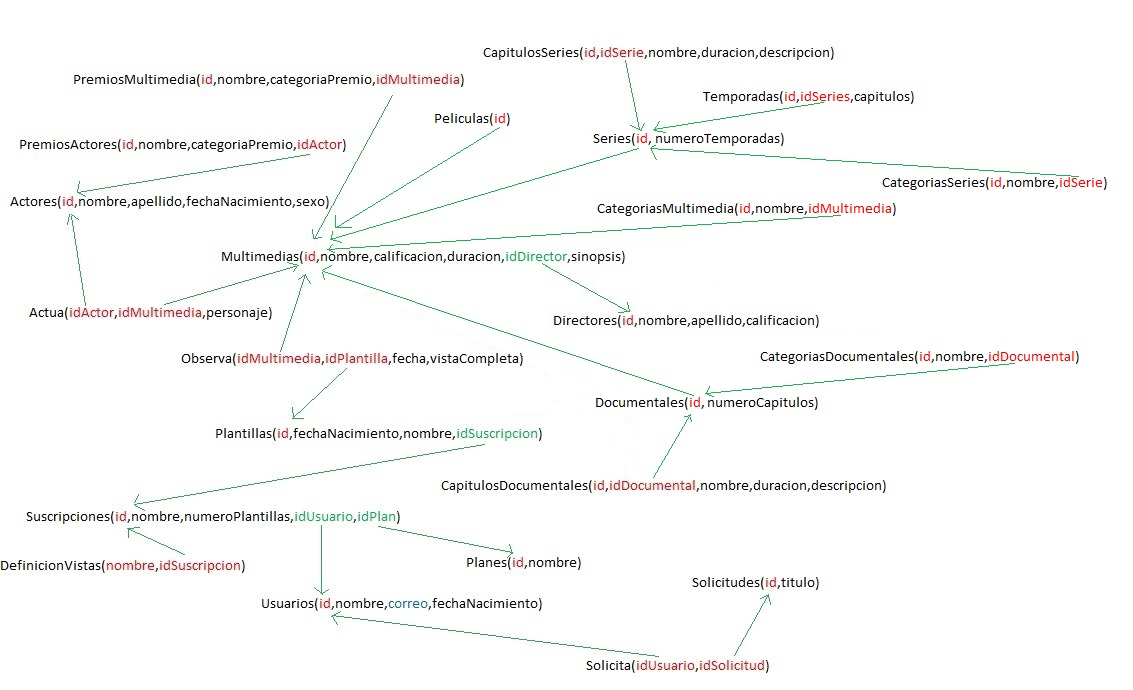 CapitulosSeries(id,idSerie,nombre,duracion,descripcion)
PremiosMultimedia(id,nombre,categoriaPremio,idMultimedia)
Temporadas(id,idSeries,capitulos)
Peliculas(id)
Series(id, numeroTemporadas)
PremiosActores(id,nombre,categoriaPremio,idActor)
CategoriasSeries(id,nombre,idSerie)
Actores(id,nombre,apellido,fechaNacimiento,sexo)
CategoriasMultimedia(id,nombre,idMultimedia)
Multimedias(id,nombre,calificacion,duracion,idDirector,sinopsis)
Actua(idActor,idMultimedia,personaje)
Directores(id,nombre,apellido,calificacion)
Observa(idMultimedia,idPlantilla,fecha,vistaCompleta)
CategoriasDocumentales(id,nombre,idDocumental)
Documentales(id, numeroCapitulos)
Plantillas(id,fechaNacimiento,nombre,idSuscripcion)
CapitulosDocumentales(id,idDocumental,nombre,duracion,descripcion)
Suscripciones(id,nombre,numeroPlantillas,idUsuario,idPlan)
DefinicionVistas(nombre,idSuscripcion)
Planes(id,nombre)
Solicitudes(id,titulo)
Usuarios(id,nombre,correo,fechaNacimiento)
Solicita(idUsuario,idSolicitud)